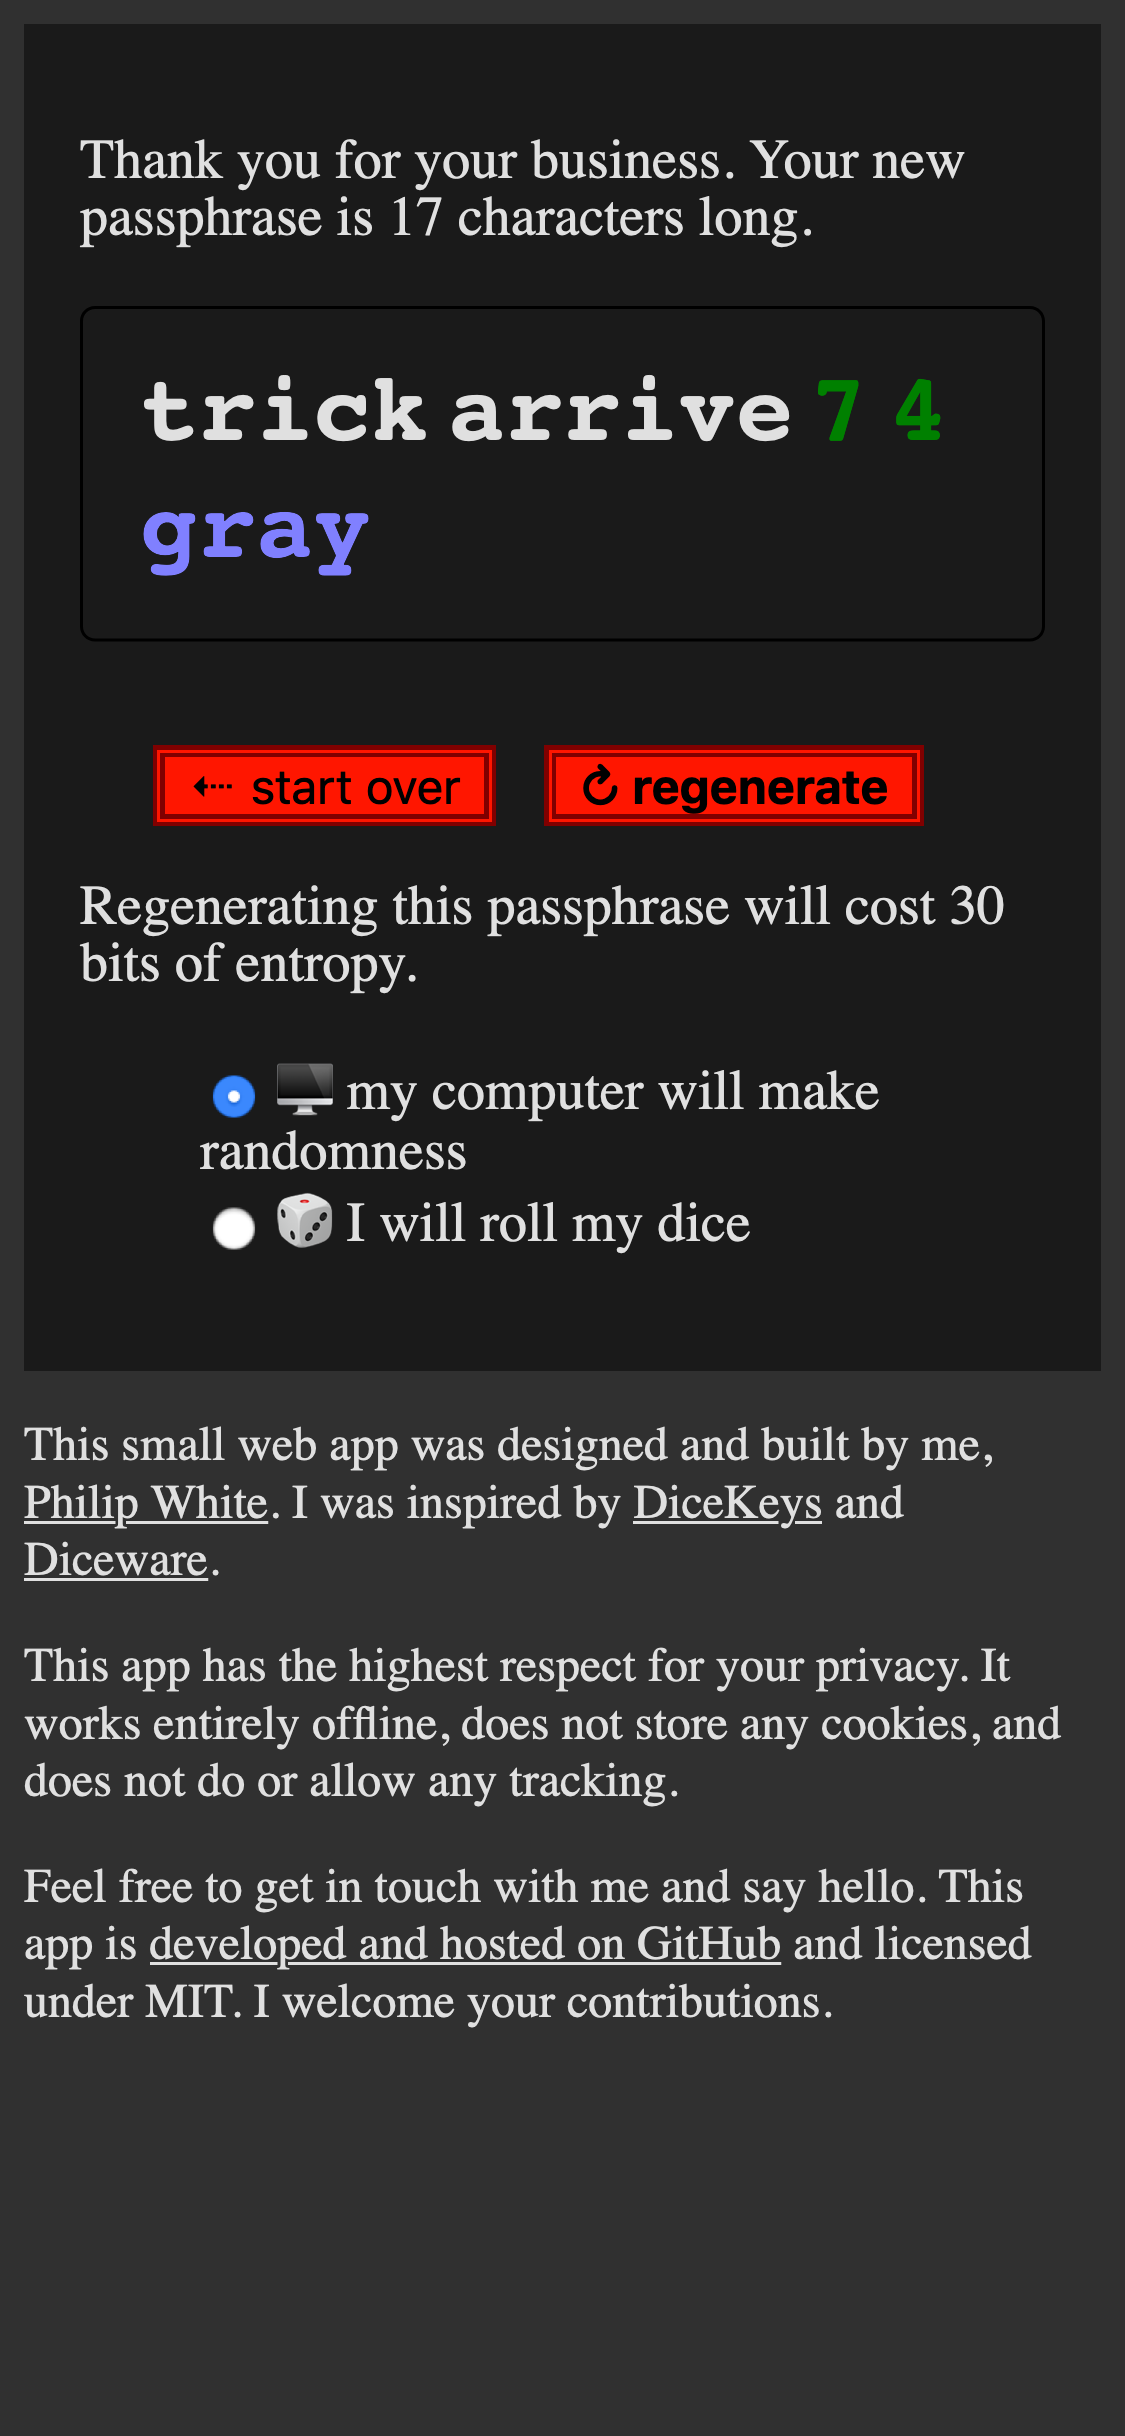 Thank you for your business. Your new
passphrase is 17 characters long.
trick arrive 7 4
gray
⇠ start over
↻ regenerate
Regenerating this passphrase will cost 30
bits of entropy.
🖥️ my computer will make
randomness
🎲 I will roll my dice
This small web app was designed and built by me,
Philip White. I was inspired by DiceKeys and
Diceware.
This app has the highest respect for your privacy. It
works entirely offline, does not store any cookies, and
does not do or allow any tracking.
Feel free to get in touch with me and say hello. This
app is developed and hosted on GitHub and licensed
under MIT. I welcome your contributions.